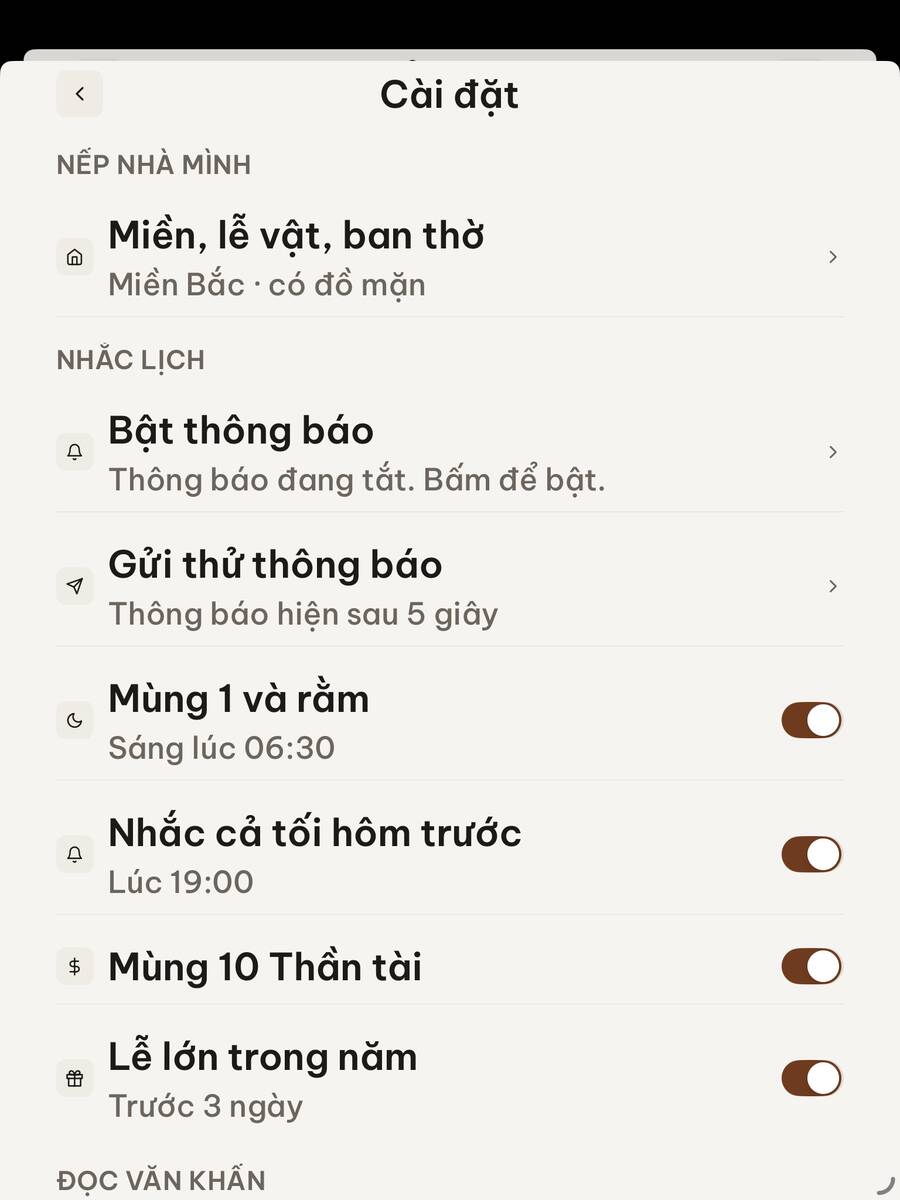 Cài đặt
NẾP NHÀ MÌNH
Miền, lễ vật, ban thờ
Miền Bắc · có đồ mặn
NHẮC LỊCH
Bật thông báo
Thông báo đang tắt. Bấm để bật.
Gửi thử thông báo
Thông báo hiện sau 5 giây
Mùng 1 và rằm
Sáng lúc 06:30
Nhắc cả tối hôm trước
Lúc 19:00
Mùng 10 Thần tài
Lễ lớn trong năm
Trước 3 ngày
ĐỌC VĂN KHẤN